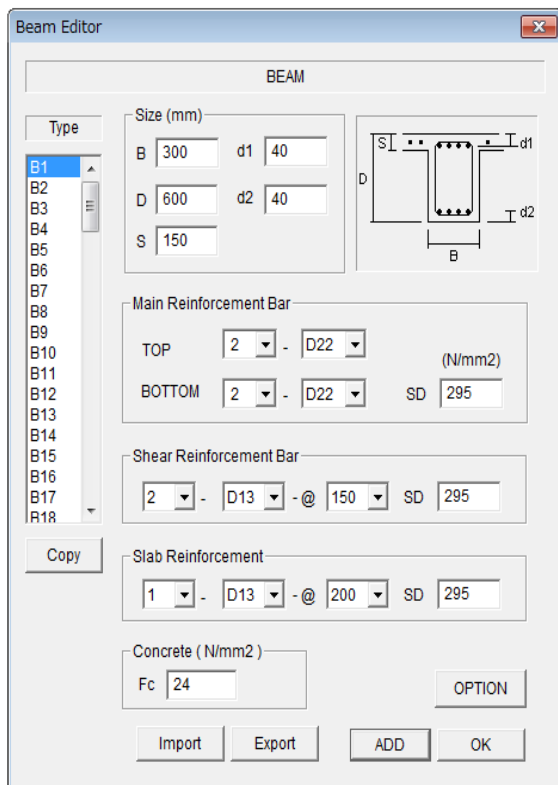 Beam Editor
BEAM
Type
B1
B2
B3
B4
B5
B6
B7
B8
B9
B10
B11
B12
B13
B14
B15
B16
B17
B18
Copy
Size (mm)
B 300 d1 40
D 600 d2 40
S 150
S d1
D
d2
B
Main Reinforcement Bar
TOP 2 - D22
(N/mm2)
BOTTOM 2 - D22 SD 295
Shear Reinforcement Bar
2 - D13 - @ 150 SD 295
Slab Reinforcement
1 - D13 - @ 200 SD 295
Concrete ( N/mm2 )
Fc 24
OPTION
Import Export ADD OK